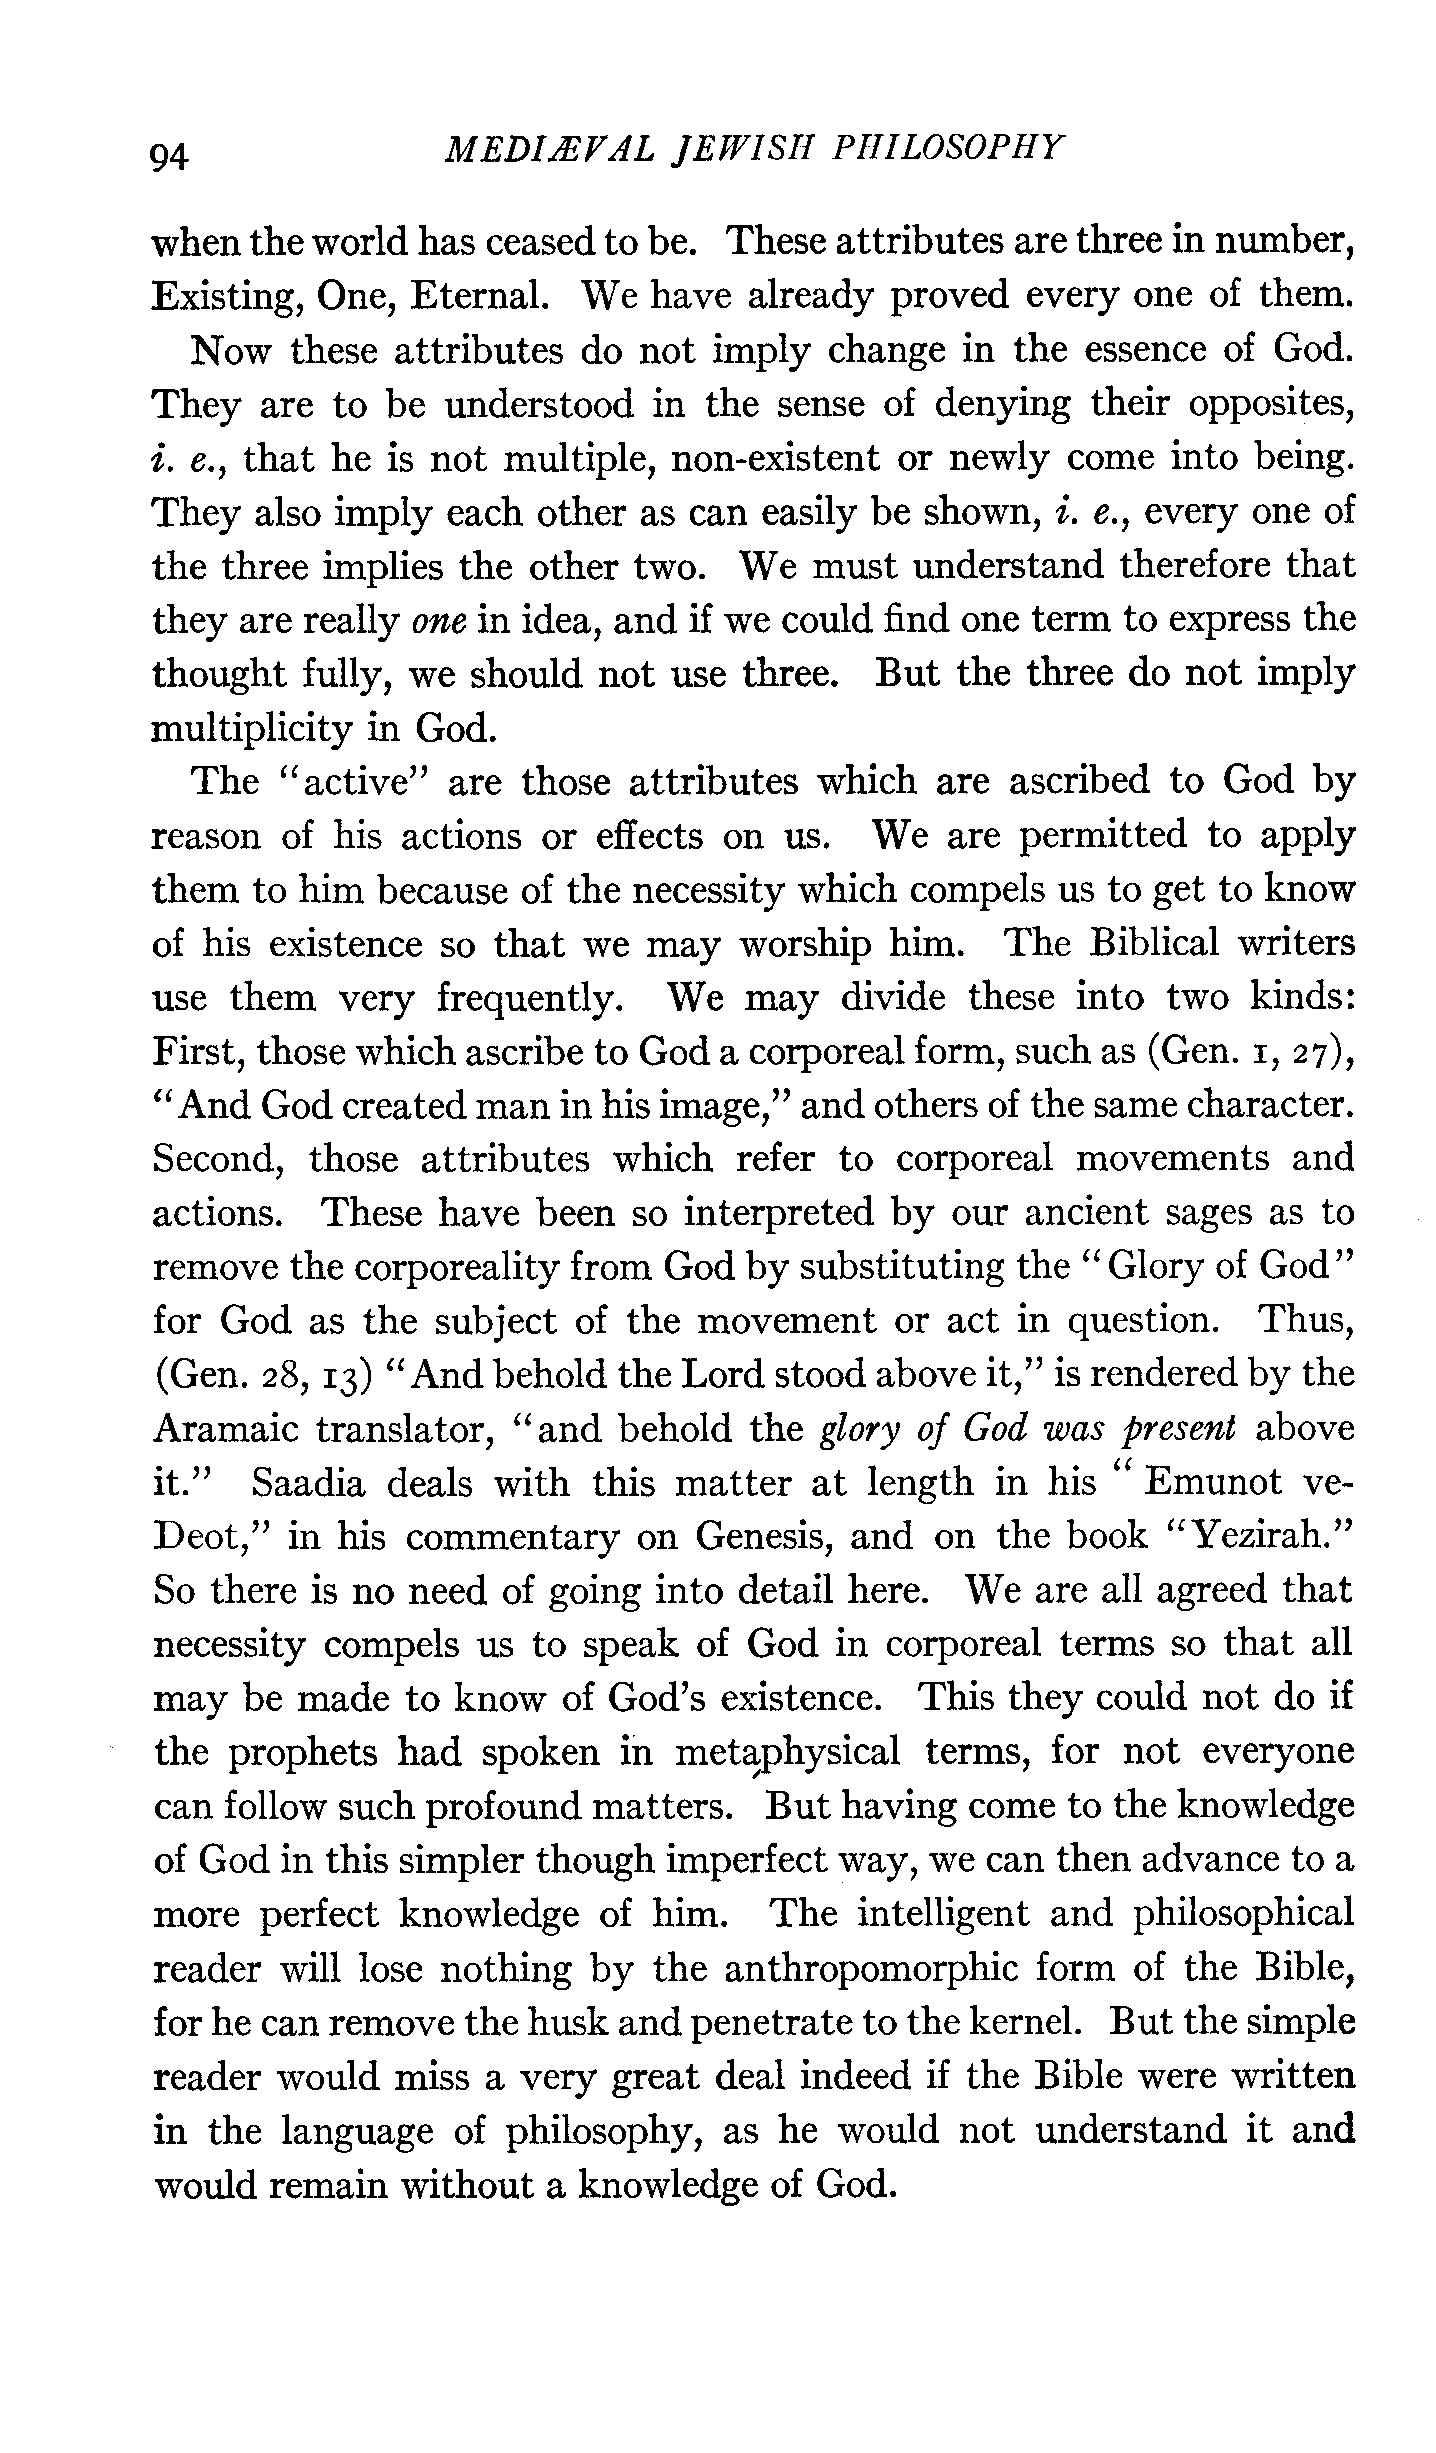 94 MEDIÆVAL JEWISH PHILOSOPHY
when the world has ceased to be. These attributes are three in number,
Existing, One, Eternal. We have already proved every one of them.
Now these attributes do not imply change in the essence of God.
They are to be understood in the sense of denying their opposites,
i. e., that he is not multiple, non-existent or newly come into being.
They also imply each other as can easily be shown, i. e., every one of
the three implies the other two. We must understand therefore that
they are really one in idea, and if we could find one term to express the
thought fully, we should not use three. But the three do not imply
multiplicity in God.
The "active" are those attributes which are ascribed to God by
reason of his actions or effects on us. We are permitted to apply
them to him because of the necessity which compels us to get to know
of his existence so that we may worship him. The Biblical writers
use them very frequently. We may divide these into two kinds:
First, those which ascribe to God a corporeal form, such as (Gen. 1, 27),
"And God created man in his image," and others of the same character.
Second, those attributes which refer to corporeal movements and
actions. These have been so interpreted by our ancient sages as to
remove the corporeality from God by substituting the "Glory of God"
for God as the subject of the movement or act in question. Thus,
(Gen. 28, 13) "And behold the Lord stood above it," is rendered by the
Aramaic translator, "and behold the glory of God was present above
it." Saadia deals with this matter at length in his "Emunot ve-
Deot," in his commentary on Genesis, and on the book "Yezirah."
So there is no need of going into detail here. We are all agreed that
necessity compels us to speak of God in corporeal terms so that all
may be made to know of God's existence. This they could not do if
the prophets had spoken in metaphysical terms, for not everyone
can follow such profound matters. But having come to the knowledge
of God in this simpler though imperfect way, we can then advance to a
more perfect knowledge of him. The intelligent and philosophical
reader will lose nothing by the anthropomorphic form of the Bible,
for he can remove the husk and penetrate to the kernel. But the simple
reader would miss a very great deal indeed if the Bible were written
in the language of philosophy, as he would not understand it and
would remain without a knowledge of God.